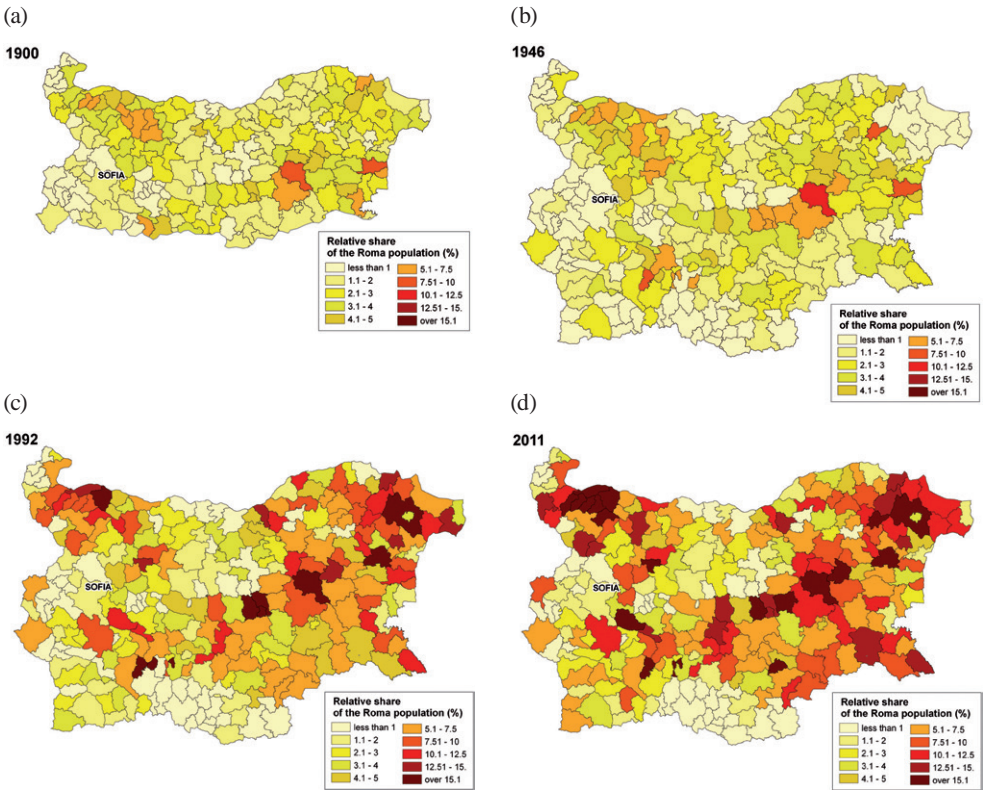 (a)
1900
SOFIA
Relative share
of the Roma population (%)
less than 1
1.1 - 2
2.1 - 3
3.1 - 4
4.1 - 5
5.1 - 7.5
7.51 - 10
10.1 - 12.5
12.51 - 15.
over 15.1
(b)
1946
SOFIA
Relative share
of the Roma population (%)
less than 1
1.1 - 2
2.1 - 3
3.1 - 4
4.1 - 5
5.1 - 7.5
7.51 - 10
10.1 - 12.5
12.51 - 15.
over 15.1
(c)
1992
SOFIA
Relative share
of the Roma population (%)
less than 1
1.1 - 2
2.1 - 3
3.1 - 4
4.1 - 5
5.1 - 7.5
7.51 - 10
10.1 - 12.5
12.51 - 15.
over 15.1
(d)
2011
SOFIA
Relative share
of the Roma population (%)
less than 1
1.1 - 2
2.1 - 3
3.1 - 4
4.1 - 5
5.1 - 7.5
7.51 - 10
10.1 - 12.5
12.51 - 15.
over 15.1